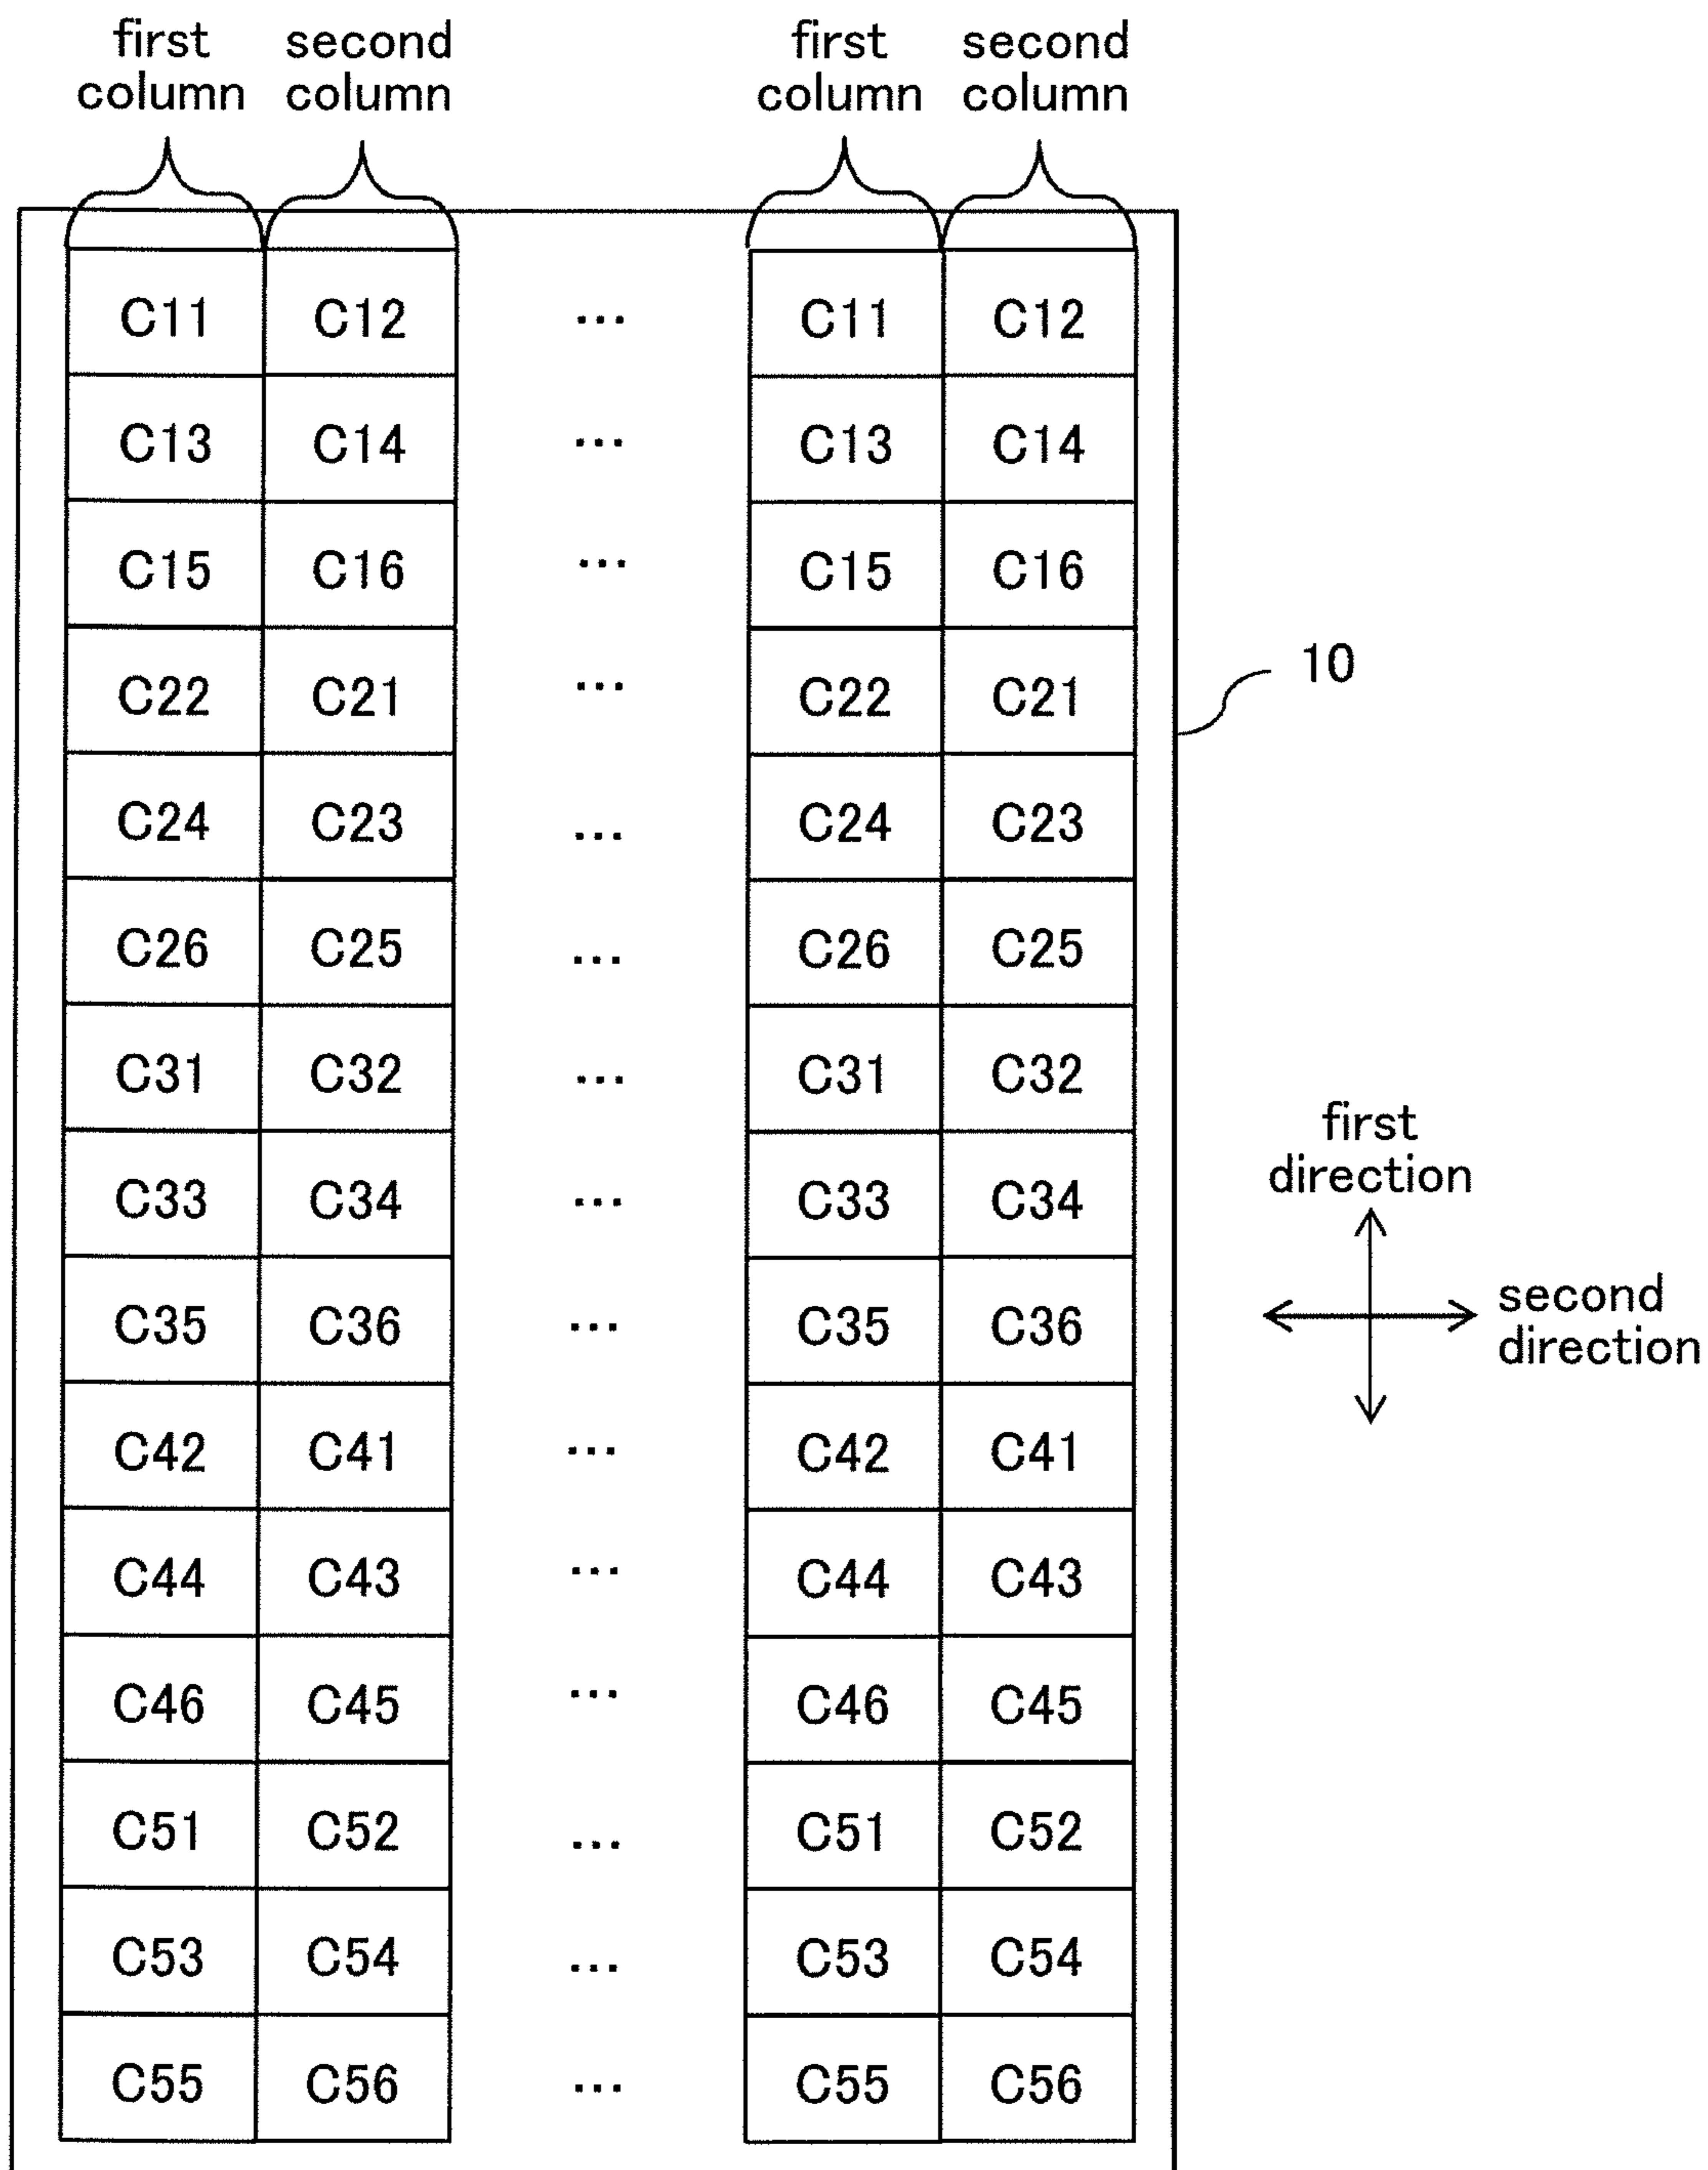 first second first second
column column column column
C11 C12 ... C11 C12
C13 C14 ... C13 C14
C15 C16 ... C15 C16
C22 C21 ... C22 C21
10
C24 C23 ... C24 C23
C26 C25 ... C26 C25
C31 C32 ... C31 C32
first
direction
C33 C34 ... C33 C34
C35 C36 ... C35 C36
second
direction
C42 C41 ... C42 C41
C44 C43 ... C44 C43
C46 C45 ... C46 C45
C51 C52 ... C51 C52
C53 C54 ... C53 C54
C55 C56 ... C55 C56